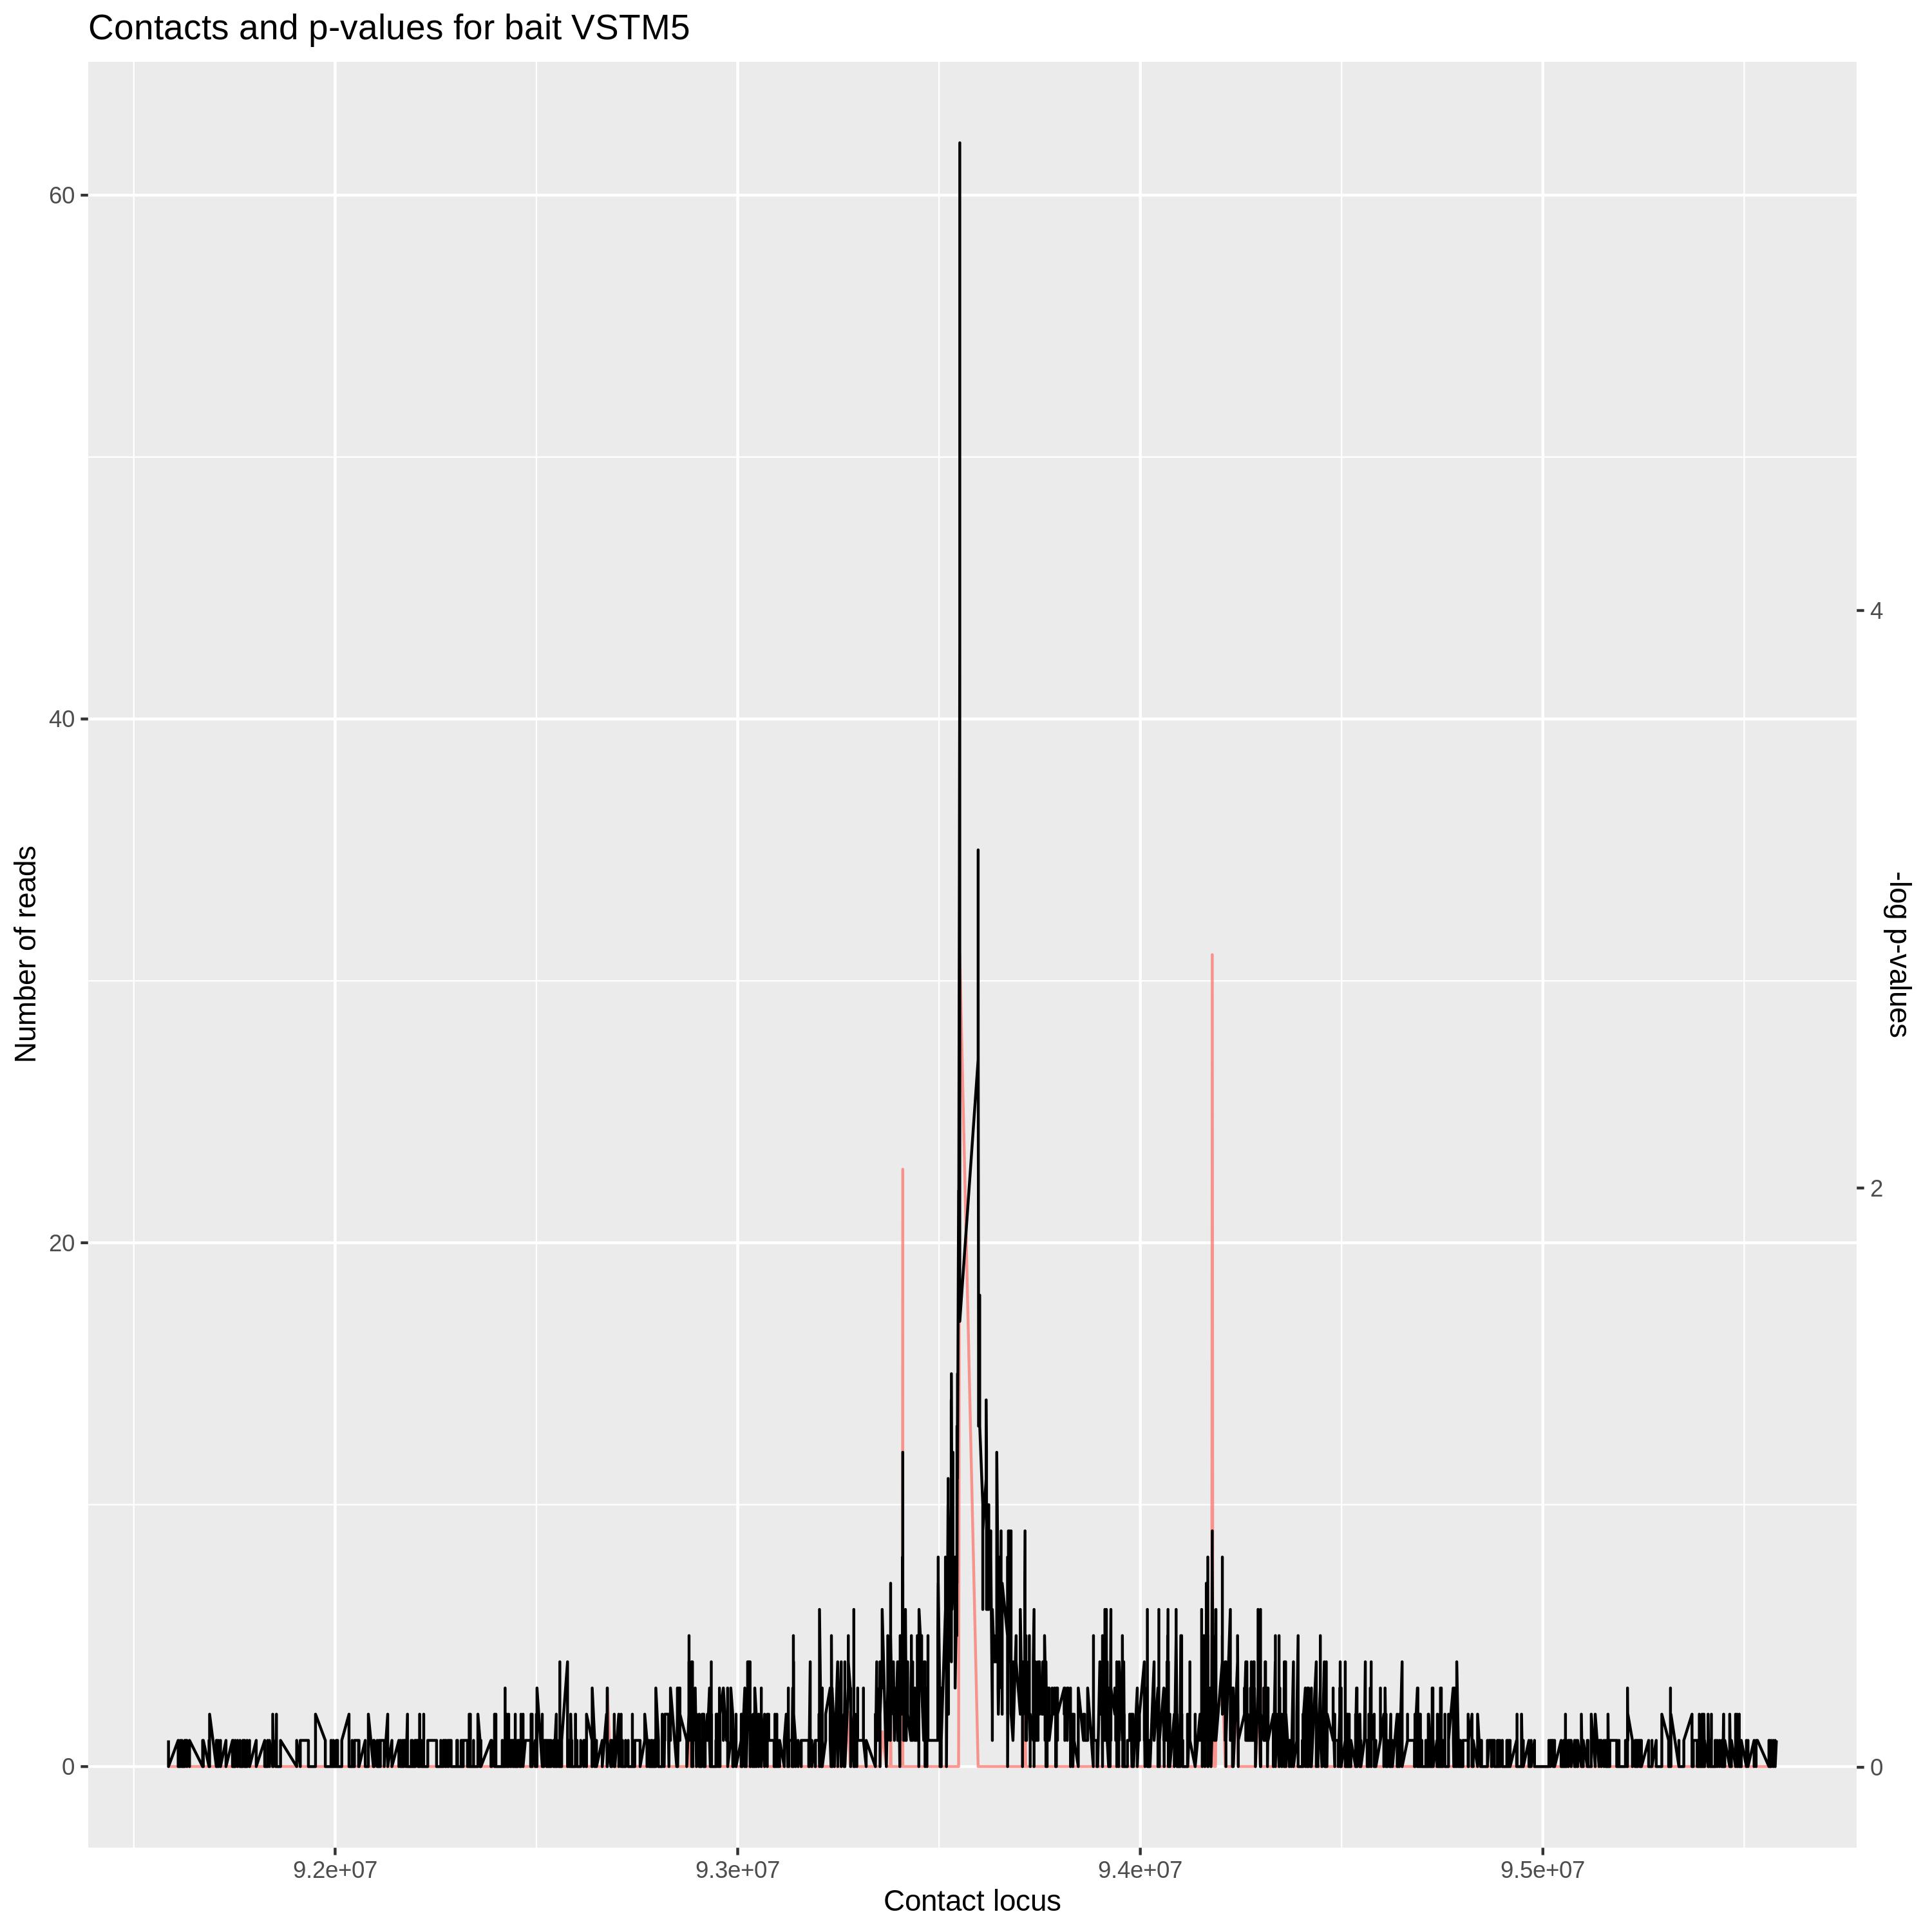 Contacts and p-values for bait VSTM5
60
40
20
0
Number of reads
4
2
0
-log p-values
9.2e+07
9.3e+07
9.4e+07
9.5e+07
Contact locus